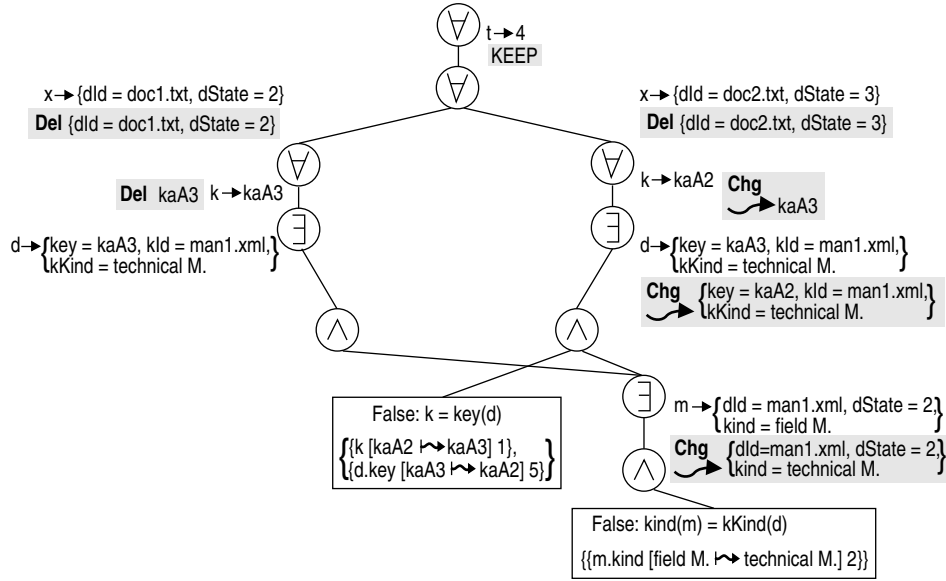 ∀
t→4
KEEP
∀
x→{dId = doc1.txt, dState = 2}
Del {dId = doc1.txt, dState = 2}
x→{dId = doc2.txt, dState = 3}
Del {dId = doc2.txt, dState = 3}
∀
∀
Del kaA3 k→kaA3
k→kaA2 Chg
kaA3
∃
∃
d→{key = kaA3, kId = man1.xml,
kKind = technical M.}
d→{key = kaA3, kId = man1.xml,
kKind = technical M.}
Chg {key = kaA2, kId = man1.xml,
kKind = technical M.}
∧
∧
∃
m→{dId = man1.xml, dState = 2,
kind = field M.}
Chg {dId=man1.xml, dState = 2,
kind = technical M.}
∧
False: k = key(d)
{{k [kaA2 ↦ kaA3] 1},
{d.key [kaA3 ↦ kaA2] 5}}
False: kind(m) = kKind(d)
{{m.kind [field M. ↦ technical M.] 2}}